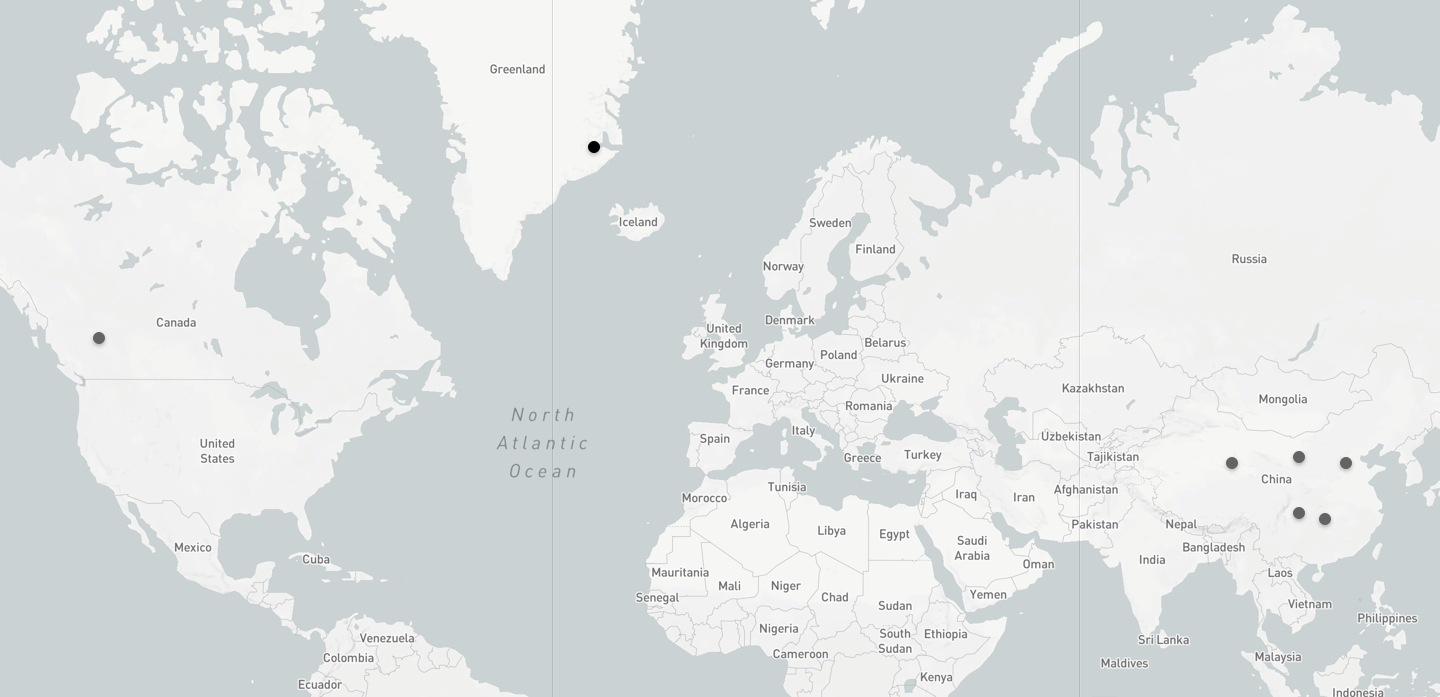 Greenland
Iceland
Sweden
Finland
Norway
Russia
Canada
United
Kingdom
Denmark
Belarus
Poland
Germany
Ukraine
France
Kazakhstan
Mongolia
Romania
North
Atlantic
Ocean
United
States
Spain
Italy
Greece
Turkey
Uzbekistan
Tajikistan
China
Morocco
Tunisia
Iraq
Iran
Afghanistan
Algeria
Libya
Egypt
Pakistan
Nepal
Mexico
Cuba
Saudi
Arabia
Oman
India
Bangladesh
Mauritania
Mali
Niger
Chad
Laos
Senegal
Sudan
Yemen
Vietnam
Philippines
Venezuela
Nigeria
South
Sudan
Ethiopia
Sri Lanka
Colombia
Cameroon
Maldives
Malaysia
Ecuador
Kenya
Indonesia